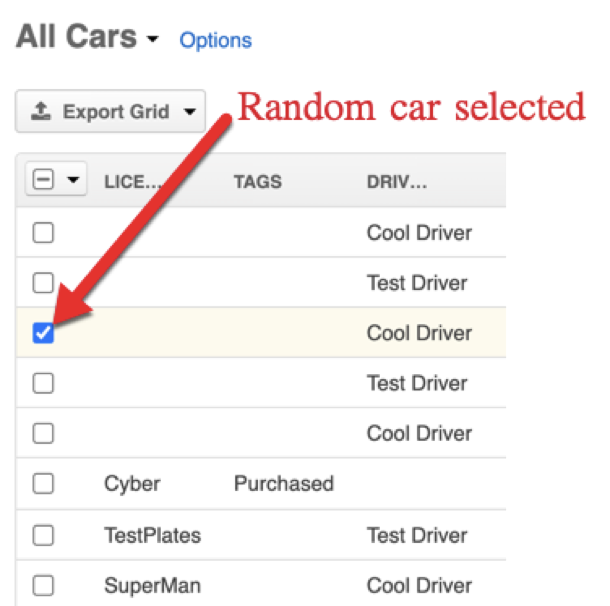 All Cars Options
Export Grid Random car selected
LICE... TAGS DRIV...
Cool Driver
Test Driver
Cool Driver
Test Driver
Cool Driver
Cyber Purchased
TestPlates Test Driver
SuperMan Cool Driver